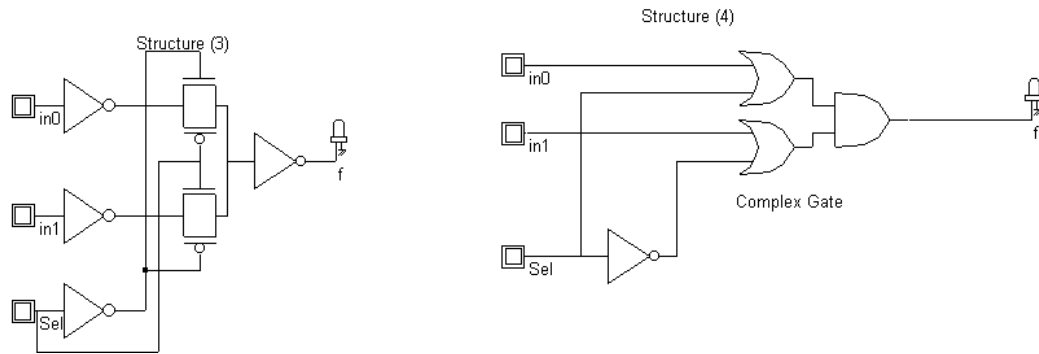 Structure (3)
in0
in1
Sel
f
Structure (4)
in0
in1
Sel
Complex Gate
f